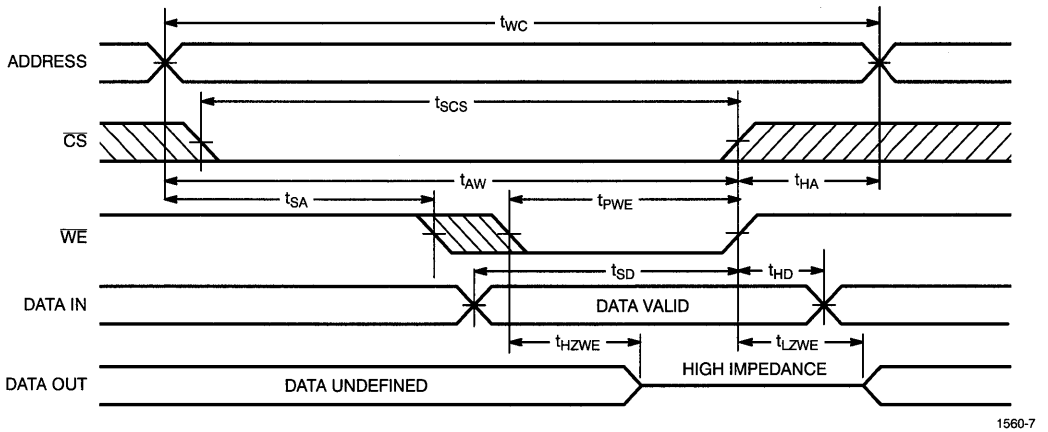 tWC
ADDRESS
tSCS
CS
tAW
tHA
tSA
tPWE
WE
tSD
tHD
DATA IN
DATA VALID
tHZWE
tLZWE
HIGH IMPEDANCE
DATA OUT
DATA UNDEFINED
1560-7